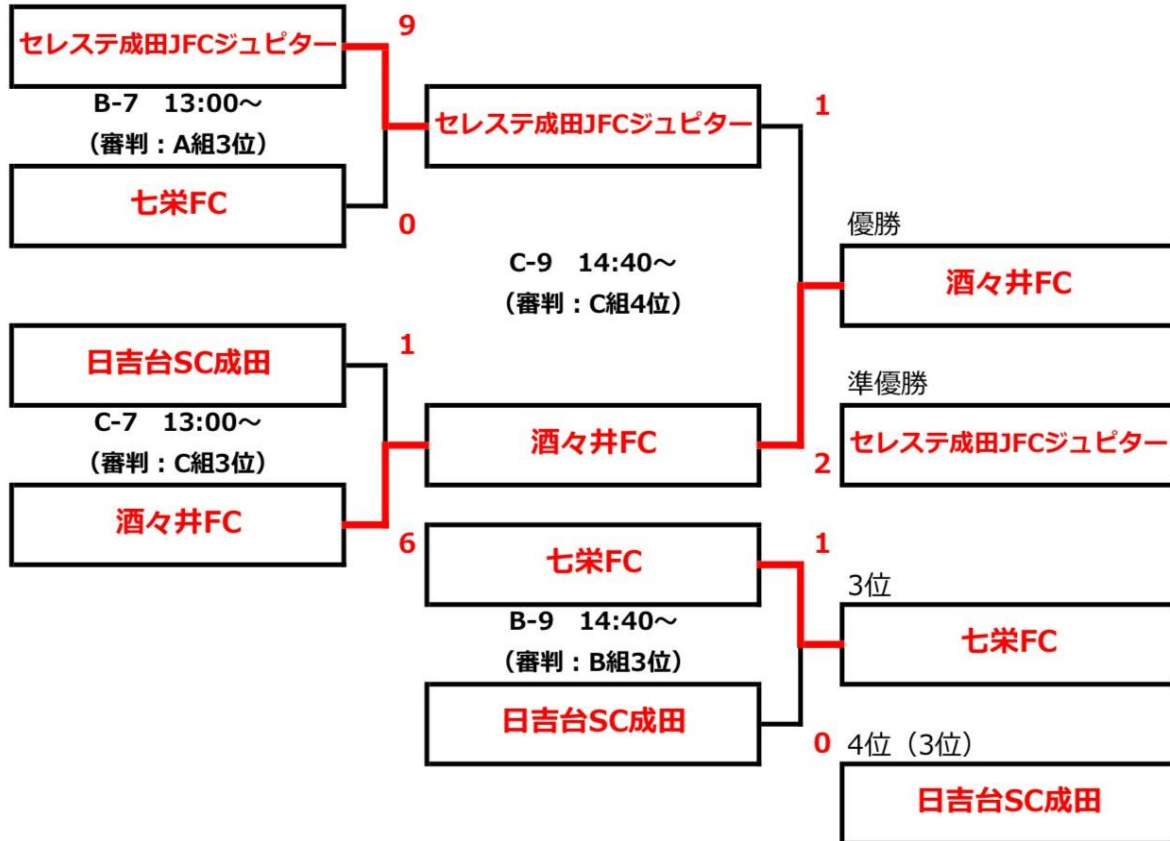 セレステ成田JFCジュピター
9
B-7 13:00～
（審判：A組3位）
七栄FC
0
セレステ成田JFCジュピター
1
C-9 14:40～
（審判：C組4位）
日吉台SC成田
1
C-7 13:00～
（審判：C組3位）
酒々井FC
6
酒々井FC
2
優勝
酒々井FC
準優勝
セレステ成田JFCジュピター
七栄FC
1
B-9 14:40～
（審判：B組3位）
日吉台SC成田
0
3位
七栄FC
4位（3位）
日吉台SC成田